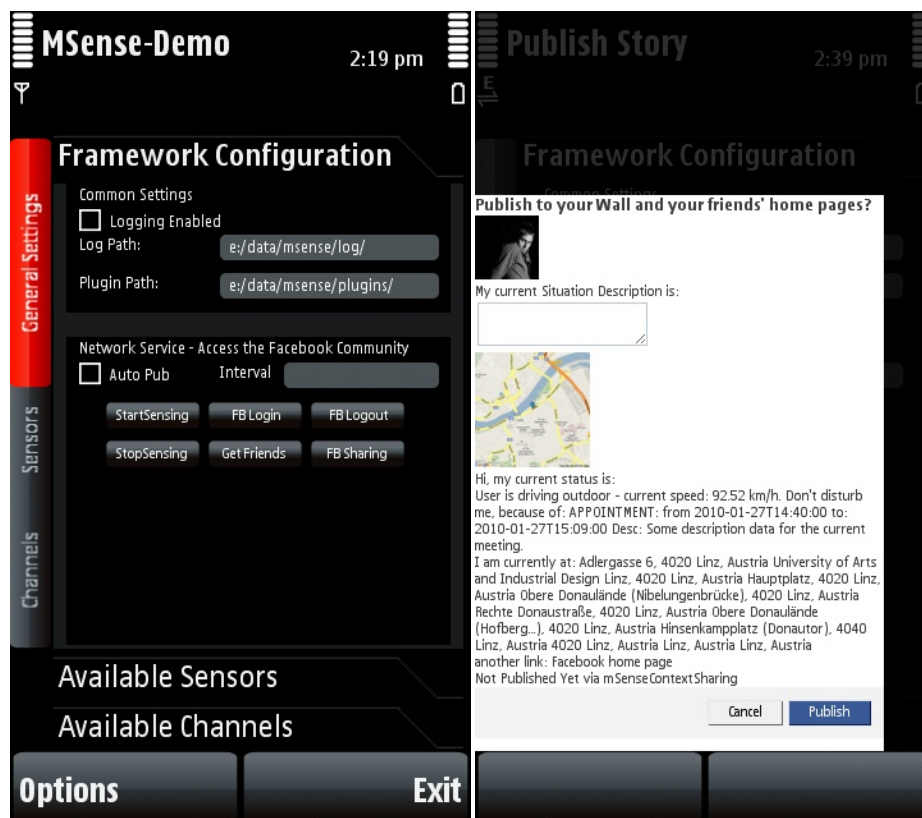 MSense-Demo
2:19 pm
Framework Configuration
General Settings
Sensors
Channels
Common Settings
Logging Enabled
Log Path: e:/data/msense/log/
Plugin Path: e:/data/msense/plugins/
Network Service - Access the Facebook Community
Auto Pub Interval
StartSensing FB Login FB Logout
StopSensing Get Friends FB Sharing
Available Sensors
Available Channels
Options Exit
Publish Story
2:39 pm
E
Framework Configuration
Common Settings
Publish to your Wall and your friends' home pages?
My current Situation Description is:
Hi, my current status is:
User is driving outdoor - current speed: 92.52 km/h. Don't disturb
me, because of: APPOINTMENT: from 2010-01-27T14:40:00 to:
2010-01-27T15:09:00 Desc: Some description data for the current
meeting.
I am currently at: Adlergasse 6, 4020 Linz, Austria University of Arts
and Industrial Design Linz, 4020 Linz, Austria Hauptplatz, 4020 Linz,
Austria Obere Donaulände (Nibelungenbrücke), 4020 Linz, Austria
Rechte Donaustraße, 4020 Linz, Austria Obere Donaulände
(Hofberg...), 4020 Linz, Austria Hinsenkampplatz (Donautor), 4040
Linz, Austria 4020 Linz, Austria Linz, Austria Linz, Austria
another link: Facebook home page
Not Published Yet via mSenseContextSharing
Cancel Publish